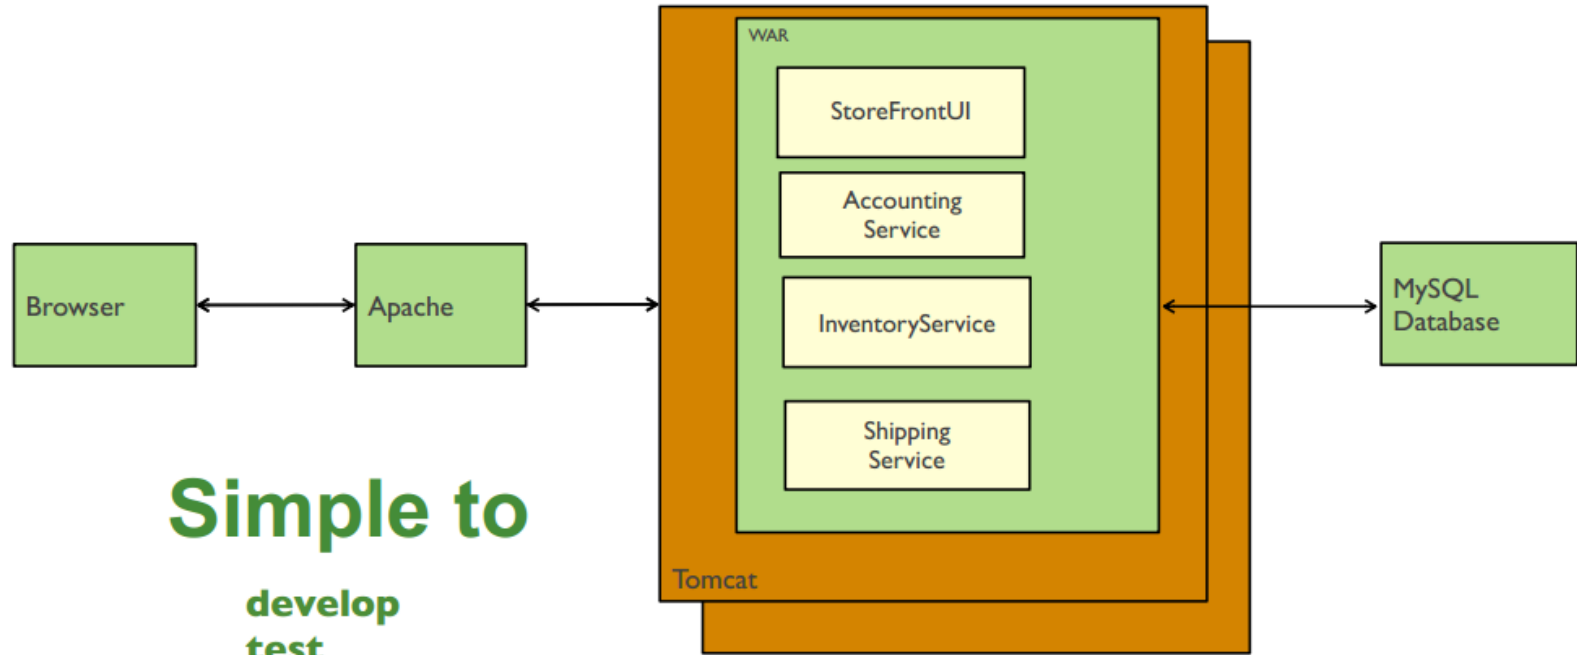 WAR
StoreFrontUI
Accounting
Service
InventoryService
Shipping
Service
Tomcat
Browser
Apache
MySQL
Database
Simple to
develop
test